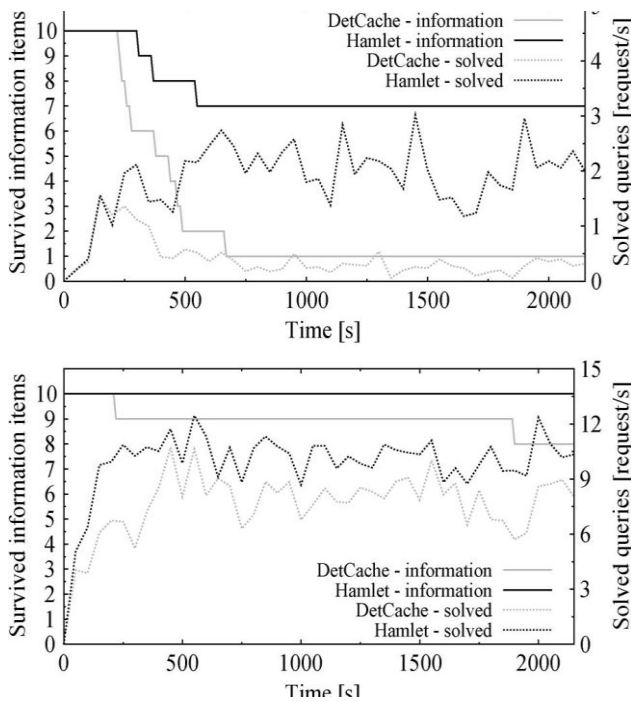 DetCache - information
Hamlet - information
DetCache - solved
Hamlet - solved
Survived information items
10
9
8
7
6
5
4
3
2
1
0
Solved queries [request/s]
4
3
2
1
0
0 500 1000 1500 2000
Time [s]
Survived information items
10
9
8
7
6
5
4
3
2
1
0
Solved queries [request/s]
15
12
9
6
3
0
DetCache - information
Hamlet - information
DetCache - solved
Hamlet - solved
0 500 1000 1500 2000
Time [s]